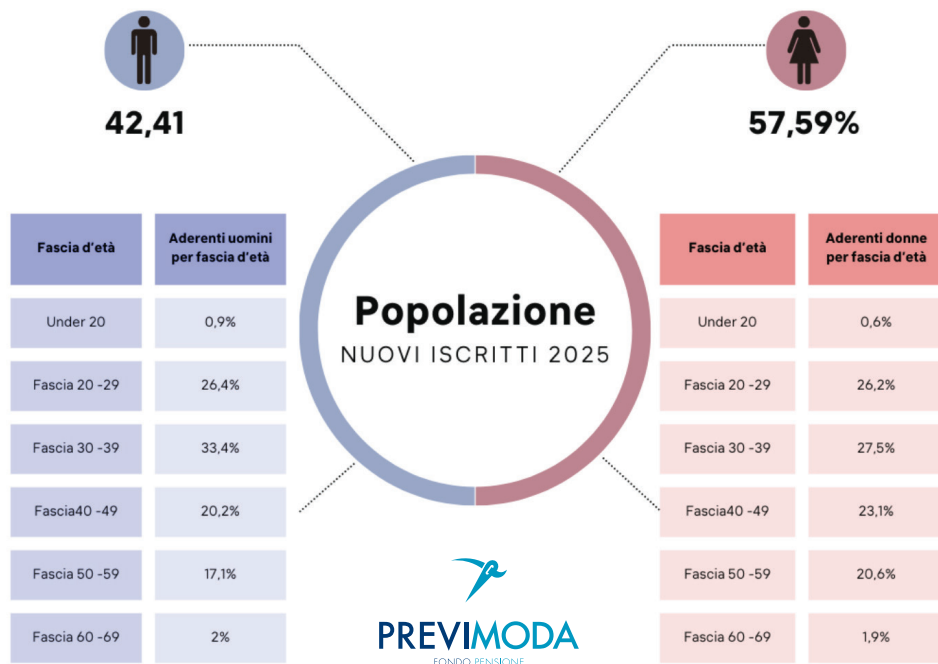 42,41
57,59%
Popolazione
NUOVI ISCRITTI 2025
Fascia d'età Aderenti uomini
per fascia d'età
Under 20 0,9%
Fascia 20 -29 26,4%
Fascia 30 -39 33,4%
Fascia40 -49 20,2%
Fascia 50 -59 17,1%
Fascia 60 -69 2%
Fascia d'età Aderenti donne
per fascia d'età
Under 20 0,6%
Fascia 20 -29 26,2%
Fascia 30 -39 27,5%
Fascia40 -49 23,1%
Fascia 50 -59 20,6%
Fascia 60 -69 1,9%
PREVIMODA
FONDO PENSIONE